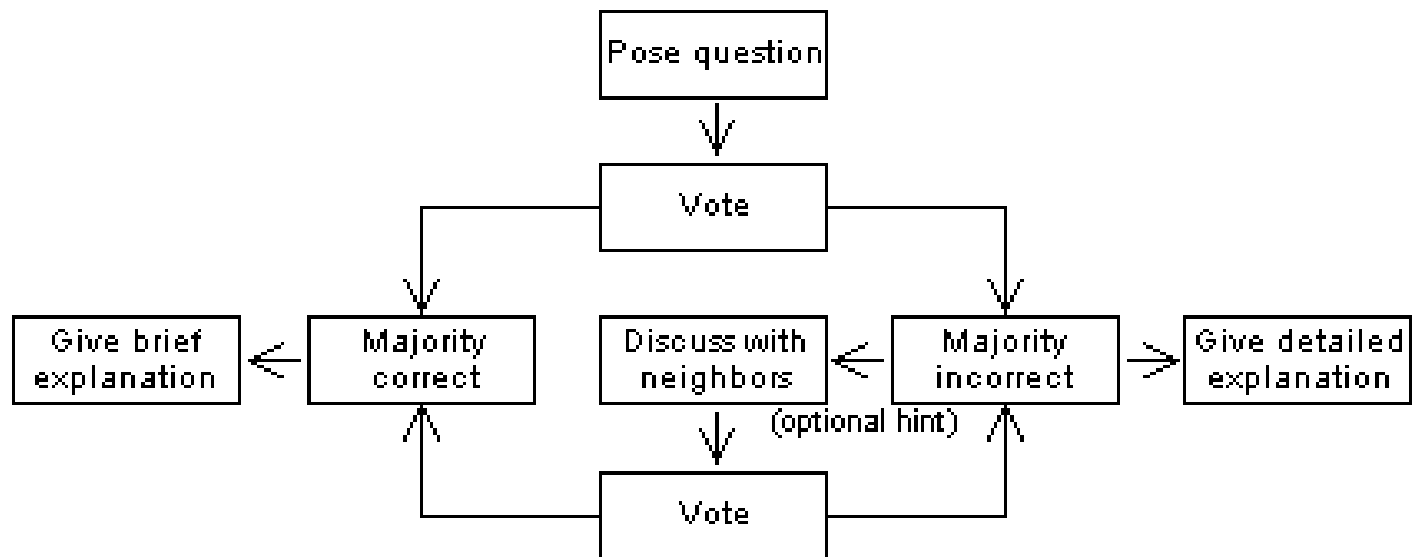 Pose question
Vote
Give brief
explanation
Majority
correct
Discuss with
neighbors
Majority
incorrect
Give detailed
explanation
(optional hint)
Vote